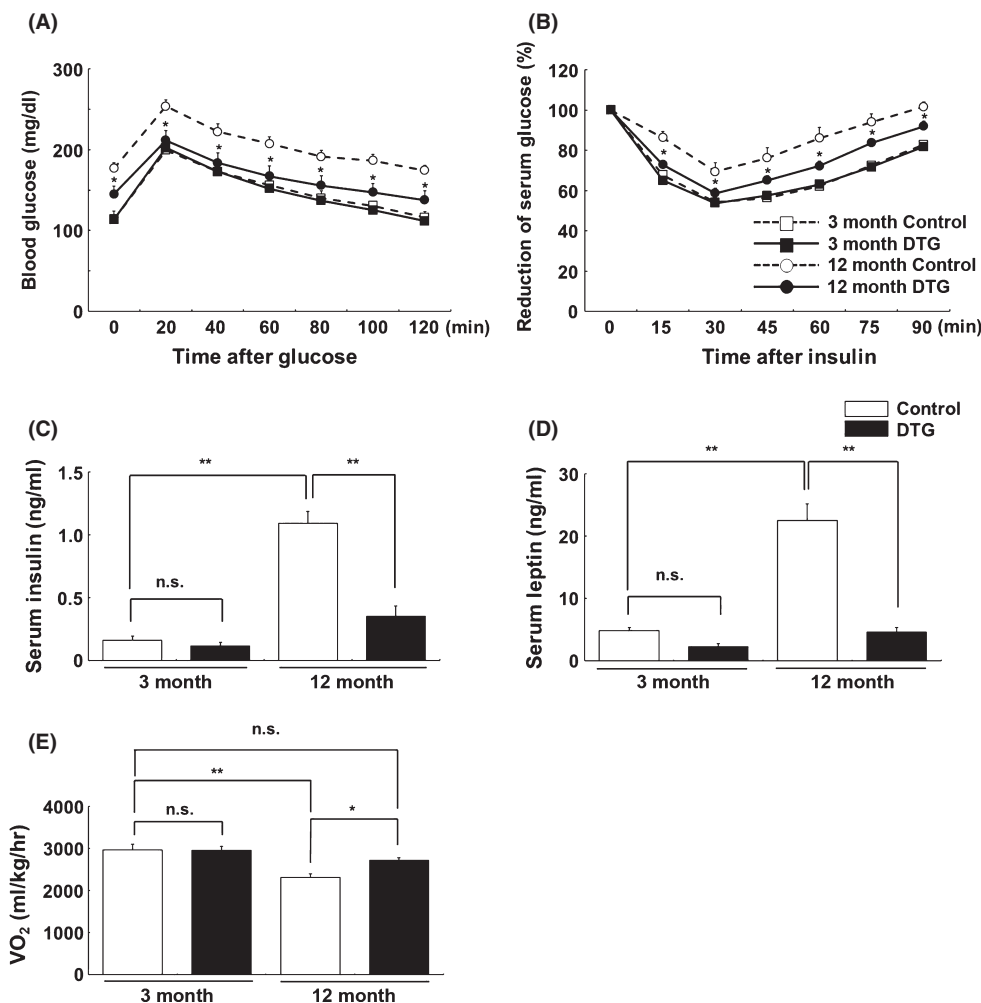 (A)
Blood glucose (mg/dl)
300
200
100
0
0 20 40 60 80 100 120 (min)
Time after glucose
* * * * * * *
(B)
Reduction of serum glucose (%)
120
100
80
60
40
20
0
0 15 30 45 60 75 90 (min)
Time after insulin
* * * * * *
3 month Control
3 month DTG
12 month Control
12 month DTG
Control
DTG
(C)
Serum insulin (ng/ml)
1.5
1.0
0.5
0
** **
n.s.
3 month 12 month
(D)
Serum leptin (ng/ml)
30
20
10
0
** **
n.s.
3 month 12 month
(E)
VO2 (ml/kg/hr)
4000
3000
2000
1000
0
n.s.
**
n.s. *
3 month 12 month